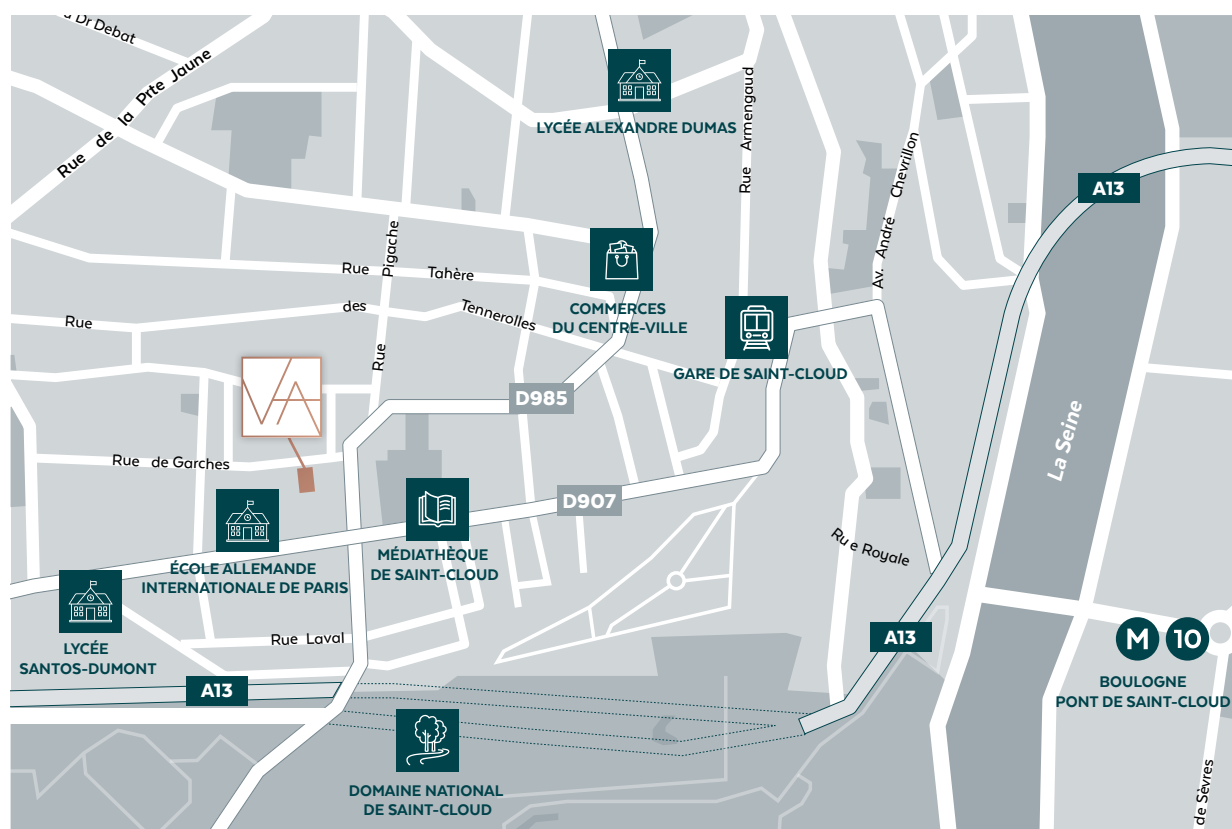 Dr Debat
Rue de la Prte Jaune
LYCÉE ALEXANDRE DUMAS
Rue Armengaud
Av. André Chevrillon
A13
Rue Pigache
Rue Tahère
COMMERCES
DU CENTRE-VILLE
Rue des Tennerolles
GARE DE SAINT-CLOUD
VA
D985
La Seine
Rue de Garches
D907
MÉDIATHÈQUE
DE SAINT-CLOUD
ÉCOLE ALLEMANDE
INTERNATIONALE DE PARIS
Rue Royale
LYCÉE
SANTOS-DUMONT
Rue Laval
A13
M 10
BOULOGNE
PONT DE SAINT-CLOUD
A13
DOMAINE NATIONAL
DE SAINT-CLOUD
de Sèvres